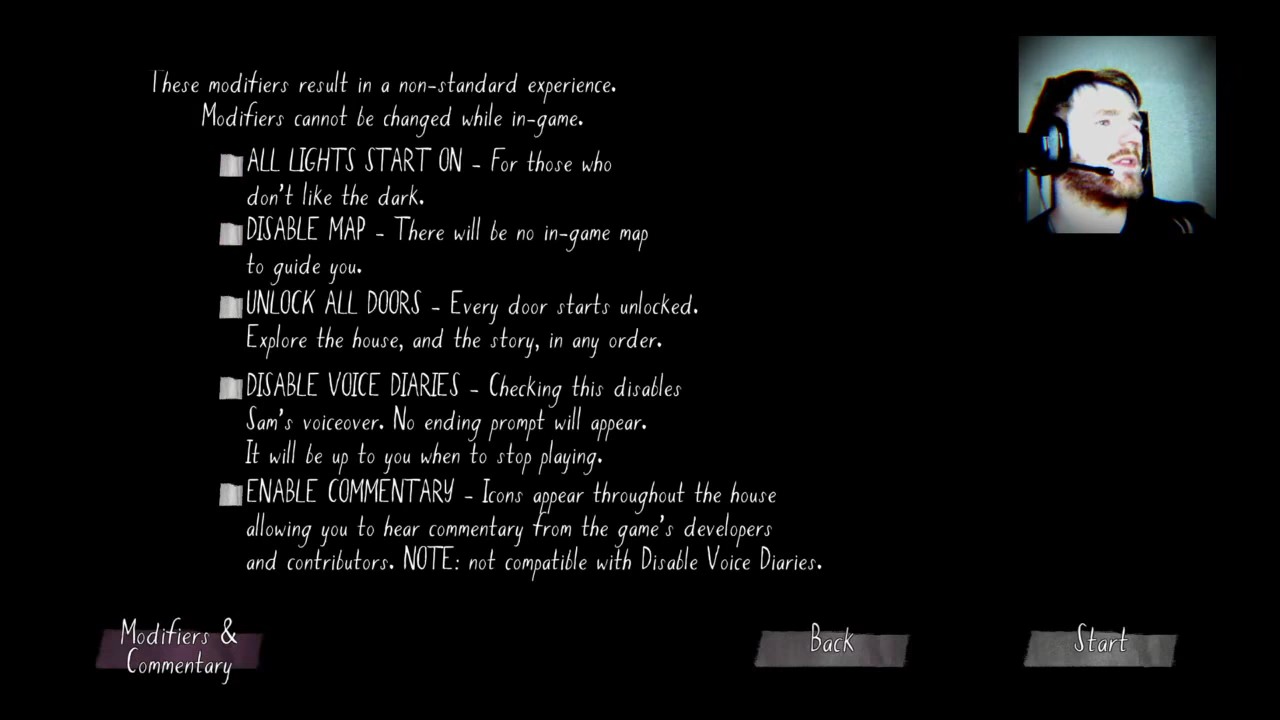 These modifiers result in a non-standard experience.
Modifiers cannot be changed while in-game.
ALL LIGHTS START ON - For those who
don't like the dark.
DISABLE MAP - There will be no in-game map
to guide you.
UNLOCK ALL DOORS - Every door starts unlocked.
Explore the house, and the story, in any order.
DISABLE VOICE DIARIES - Checking this disables
Sam's voiceover. No ending prompt will appear.
It will be up to you when to stop playing.
ENABLE COMMENTARY - Icons appear throughout the house
allowing you to hear commentary from the game's developers
and contributors. NOTE: not compatible with Disable Voice Diaries.
Modifiers &
Commentary
Back
Start